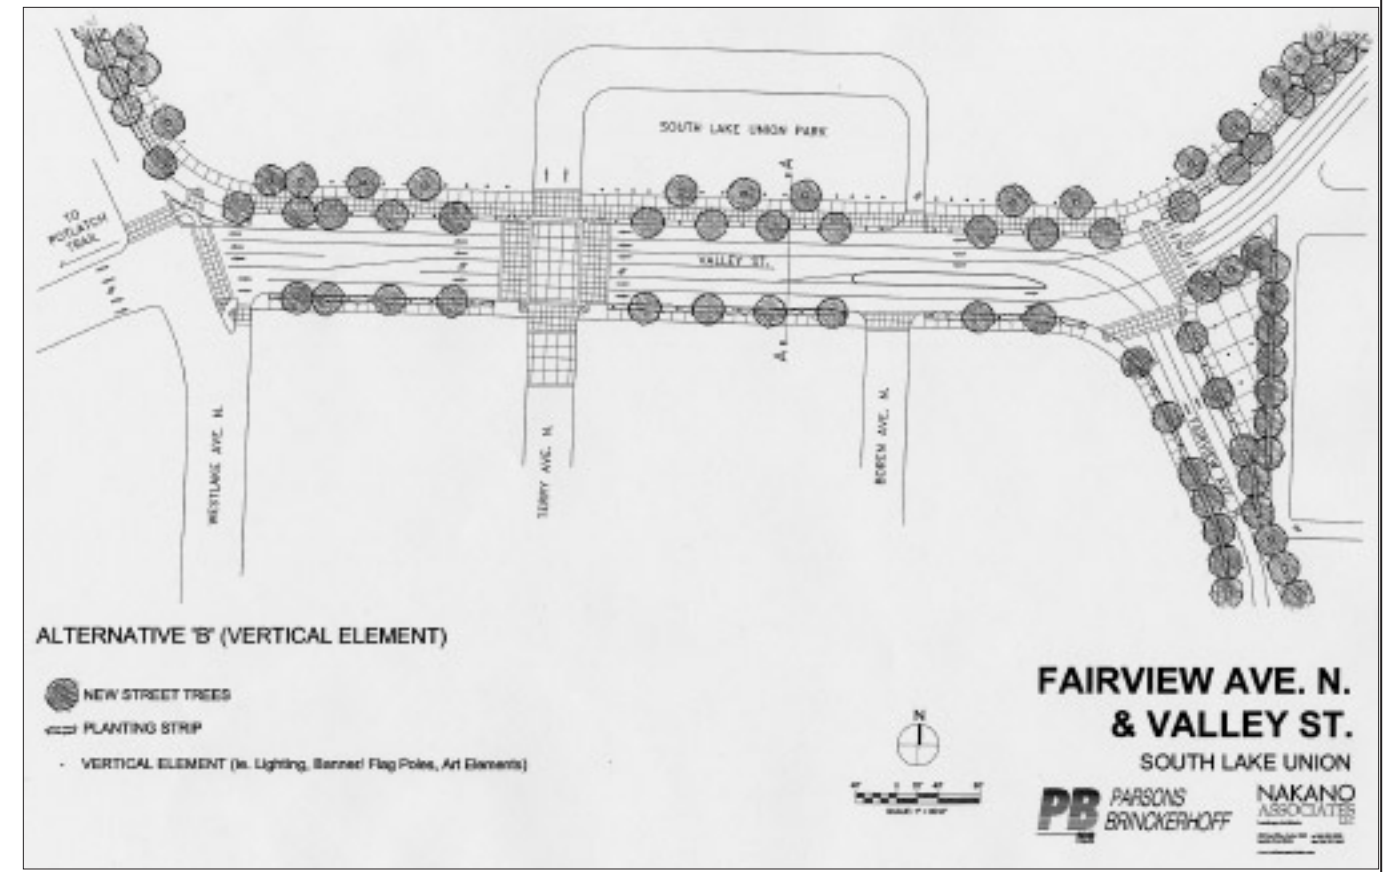 SOUTH LAKE UNION PARK
A
TO
POTLATCH
TRAIL
VALLEY ST.
A
WESTLAKE AVE. N.
TERRY AVE. N.
BOREN AVE. N.
FAIRVIEW AVE.
ALTERNATIVE 'B' (VERTICAL ELEMENT)
NEW STREET TREES
PLANTING STRIP
VERTICAL ELEMENT (ie. Lighting, Banner/ Flag Poles, Art Elements)
N
FAIRVIEW AVE. N.
& VALLEY ST.
SOUTH LAKE UNION
PB
PARSONS
BRINCKERHOFF
NAKANO
ASSOCIATES